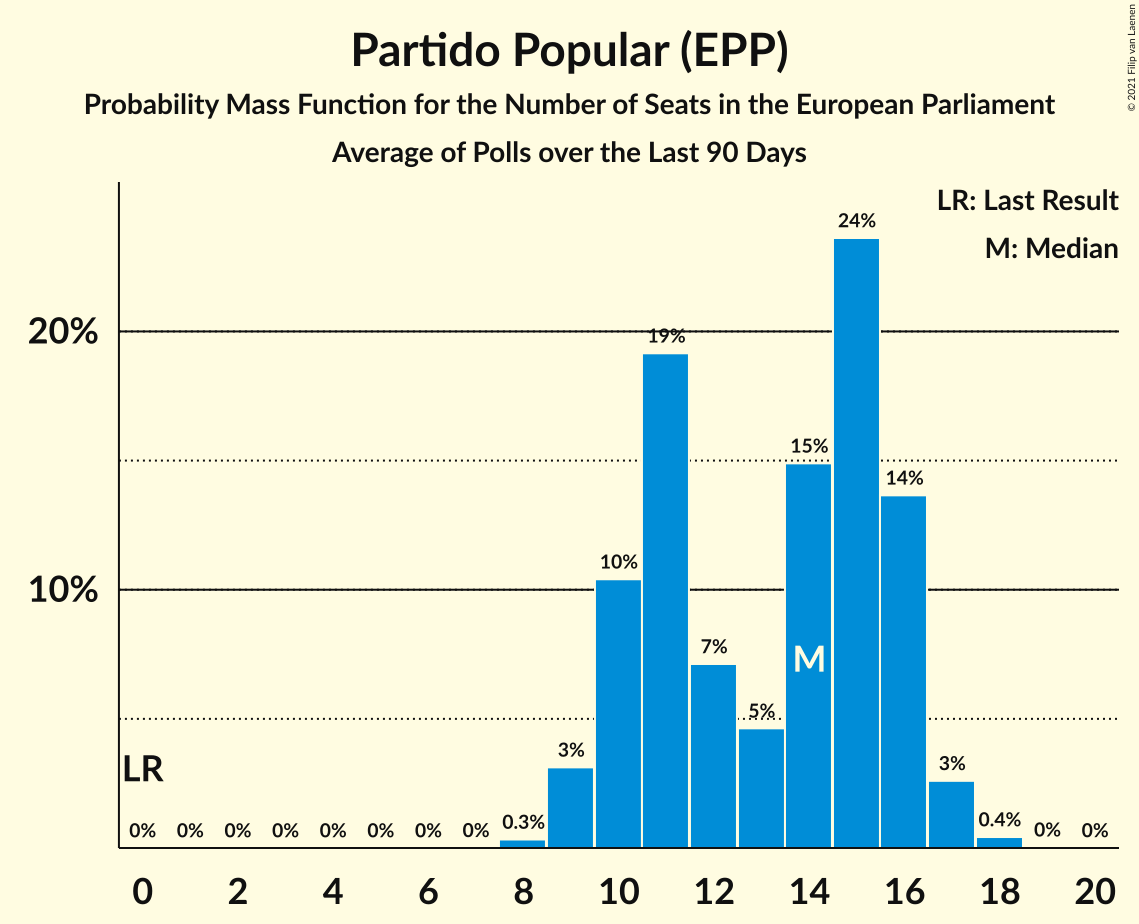 Partido Popular (EPP)
Probability Mass Function for the Number of Seats in the European Parliament
Average of Polls over the Last 90 Days
© 2021 Filip van Laenen
LR: Last Result
M: Median
20%
10%
24%
19%
15%
14%
10%
7%
5%
3%
3%
0.3%
0.4%
0% 0% 0% 0% 0% 0% 0% 0% 0% 0%
LR
M
0 2 4 6 8 10 12 14 16 18 20